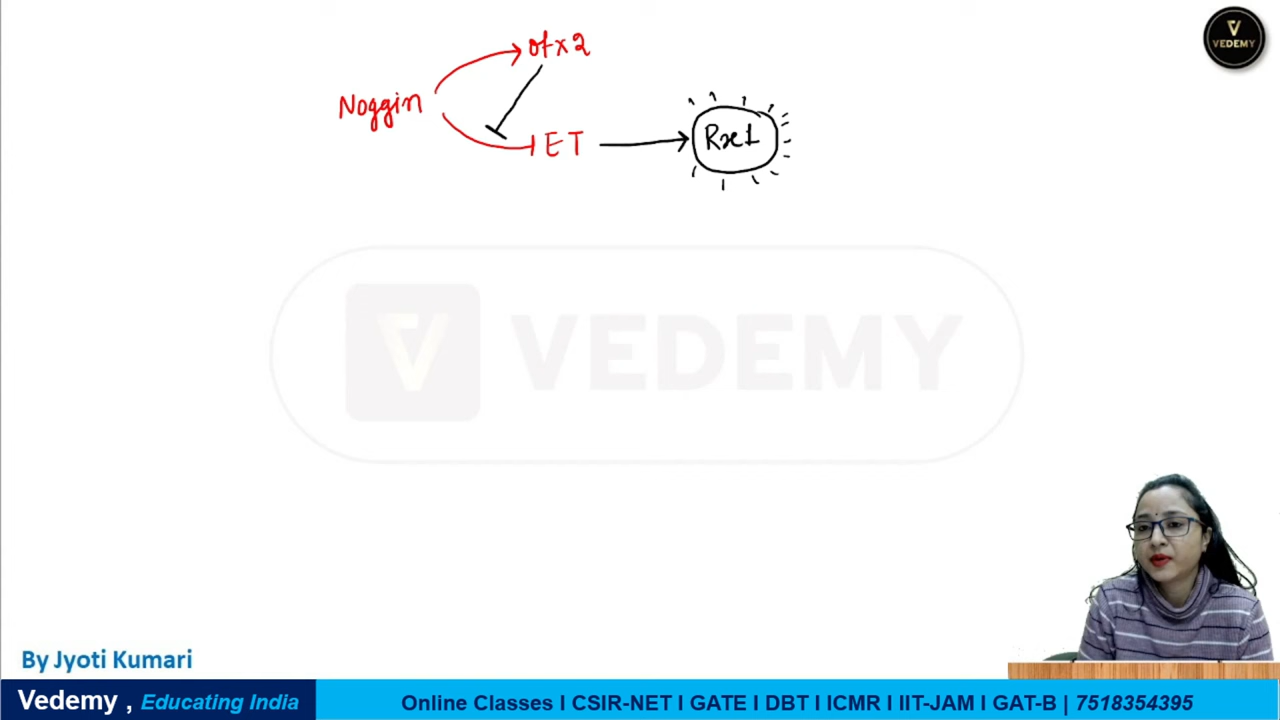 Otx2
VEDEMY
Noggin
ET
Rx1
VEDEMY
By Jyoti Kumari
Vedemy , Educating India
Online Classes I CSIR-NET I GATE I DBT I ICMR I IIT-JAM I GAT-B | 7518354395